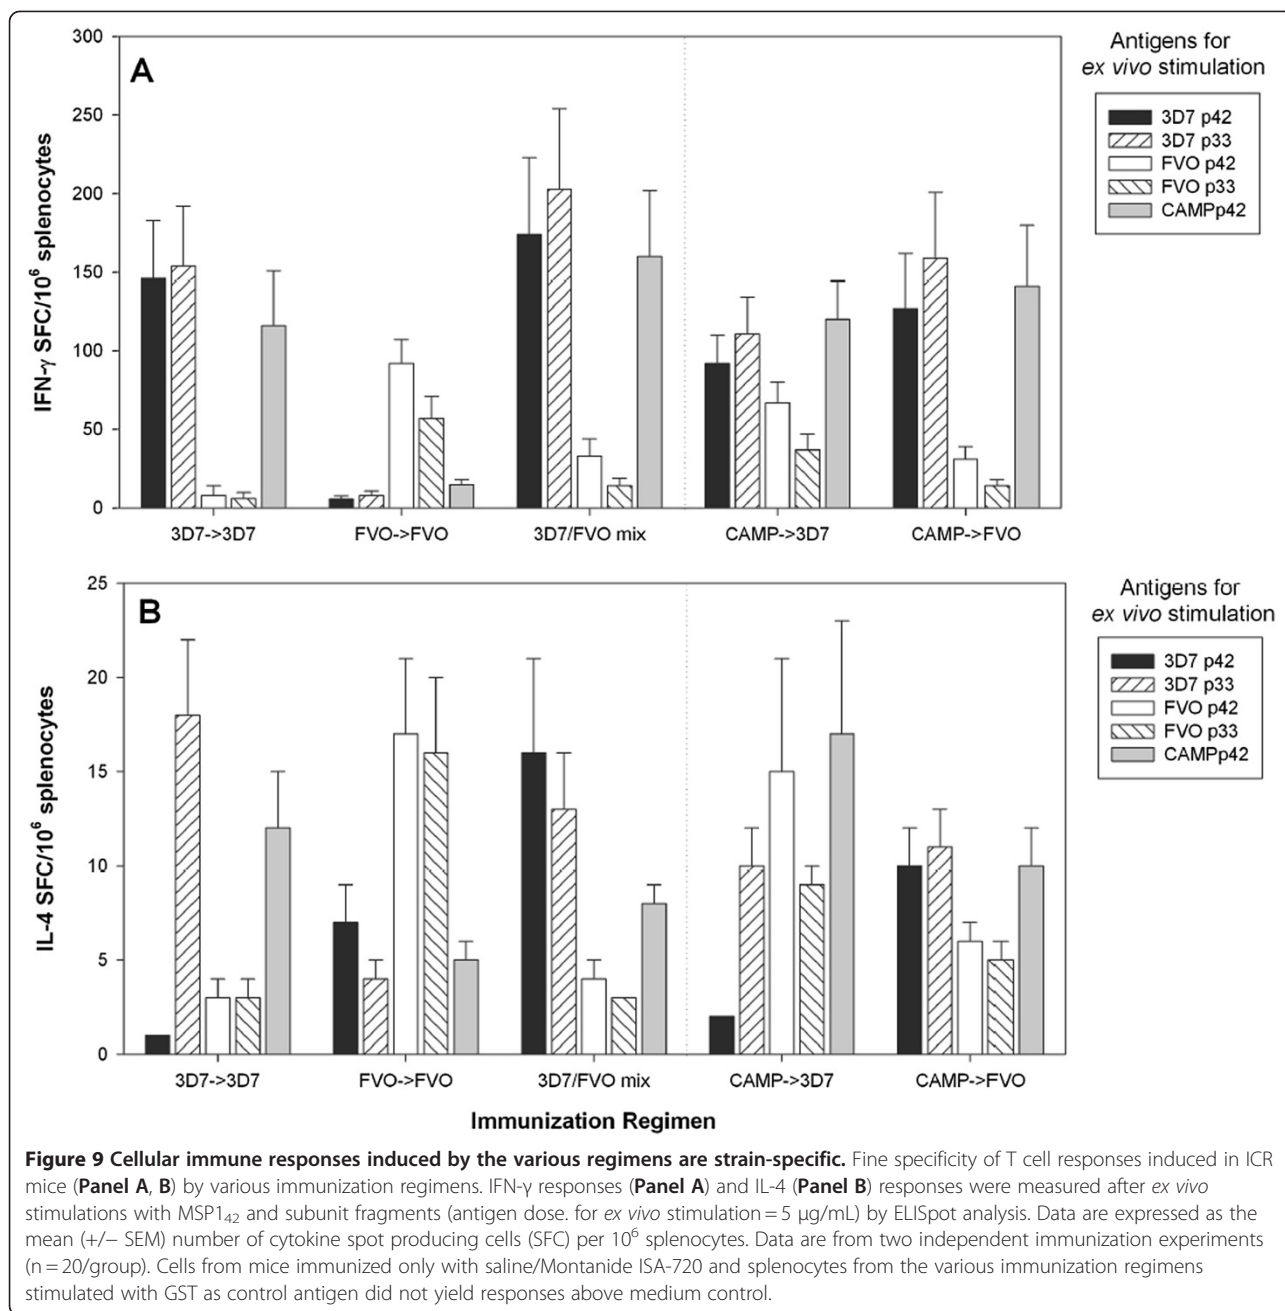 A
300
250
200
150
100
50
0
IFN-γ SFC/10⁶ splenocytes
3D7->3D7 FVO->FVO 3D7/FVO mix CAMP->3D7 CAMP->FVO
Antigens for
ex vivo stimulation
3D7 p42
3D7 p33
FVO p42
FVO p33
CAMPp42
B
25
20
15
10
5
0
IL-4 SFC/10⁶ splenocytes
3D7->3D7 FVO->FVO 3D7/FVO mix CAMP->3D7 CAMP->FVO
Immunization Regimen
Antigens for
ex vivo stimulation
3D7 p42
3D7 p33
FVO p42
FVO p33
CAMPp42
Figure 9 Cellular immune responses induced by the various regimens are strain-specific. Fine specificity of T cell responses induced in ICR
mice (Panel A, B) by various immunization regimens. IFN-γ responses (Panel A) and IL-4 (Panel B) responses were measured after ex vivo
stimulations with MSP1₄₂ and subunit fragments (antigen dose. for ex vivo stimulation = 5 μg/mL) by ELISpot analysis. Data are expressed as the
mean (+/− SEM) number of cytokine spot producing cells (SFC) per 10⁶ splenocytes. Data are from two independent immunization experiments
(n = 20/group). Cells from mice immunized only with saline/Montanide ISA-720 and splenocytes from the various immunization regimens
stimulated with GST as control antigen did not yield responses above medium control.